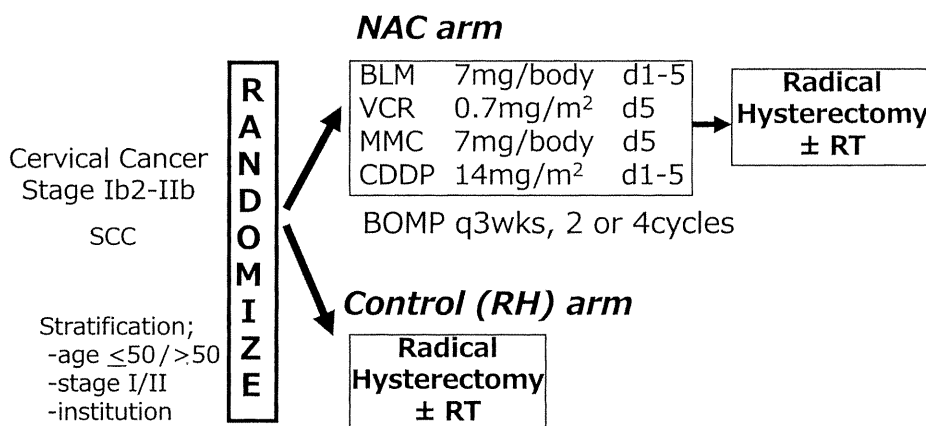 NAC arm
BLM 7mg/body d1-5
VCR 0.7mg/m² d5
MMC 7mg/body d5
CDDP 14mg/m² d1-5
BOMP q3wks, 2 or 4cycles
Radical
Hysterectomy
± RT
RANDOMIZE
Cervical Cancer
Stage Ib2-IIb
SCC
Stratification;
-age ≤50/>50
-stage I/II
-institution
Control (RH) arm
Radical
Hysterectomy
± RT